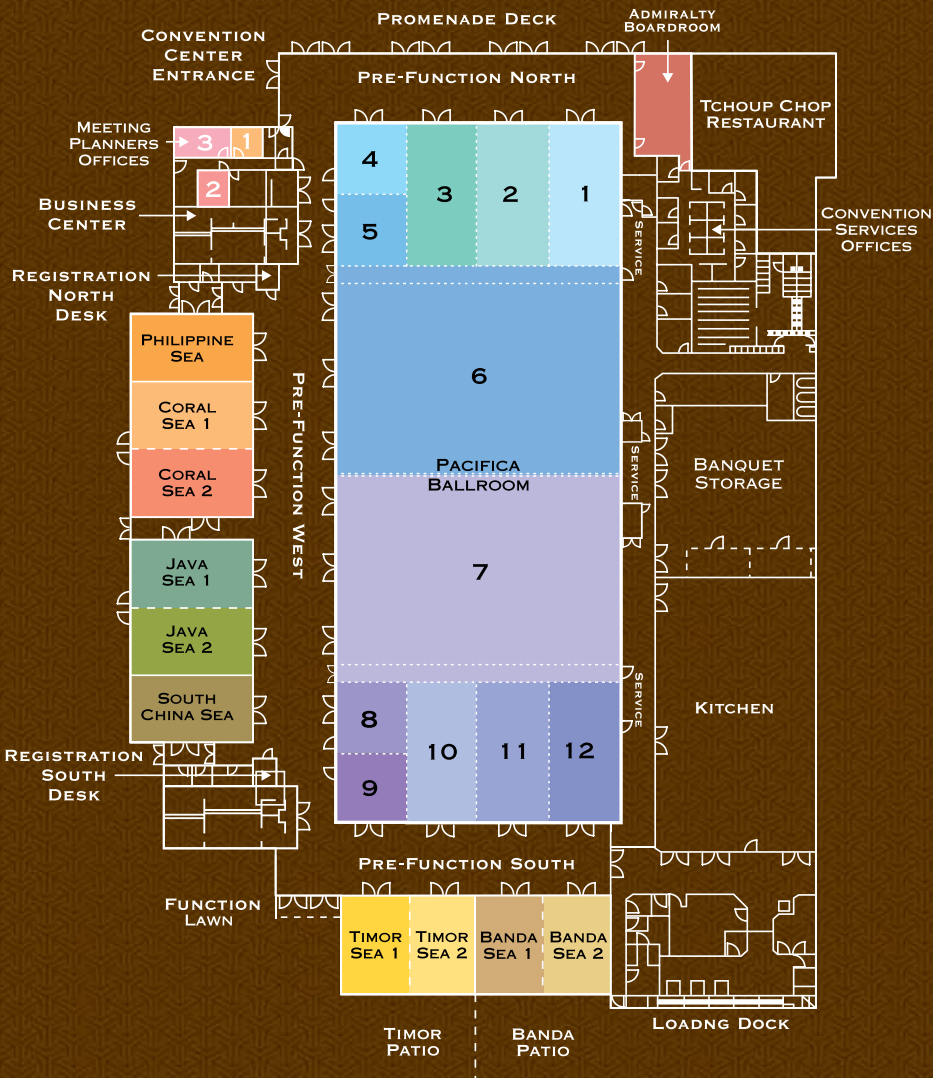 PROMENADE DECK
ADMIRALTY
BOARDROOM
CONVENTION
CENTER
ENTRANCE
PRE-FUNCTION NORTH
TCHOUP CHOP
RESTAURANT
MEETING
PLANNERS
OFFICES
3
1
2
4
3
2
1
5
BUSINESS
CENTER
SERVICE
CONVENTION
SERVICES
OFFICES
REGISTRATION
NORTH
DESK
PHILIPPINE
SEA
CORAL
SEA 1
CORAL
SEA 2
PRE-FUNCTION WEST
6
PACIFICA
BALLROOM
SERVICE
BANQUET
STORAGE
JAVA
SEA 1
JAVA
SEA 2
SOUTH
CHINA SEA
7
SERVICE
KITCHEN
8
10
11
12
9
REGISTRATION
SOUTH
DESK
PRE-FUNCTION SOUTH
FUNCTION
LAWN
TIMOR
SEA 1
TIMOR
SEA 2
BANDA
SEA 1
BANDA
SEA 2
LOADNG DOCK
TIMOR
PATIO
BANDA
PATIO